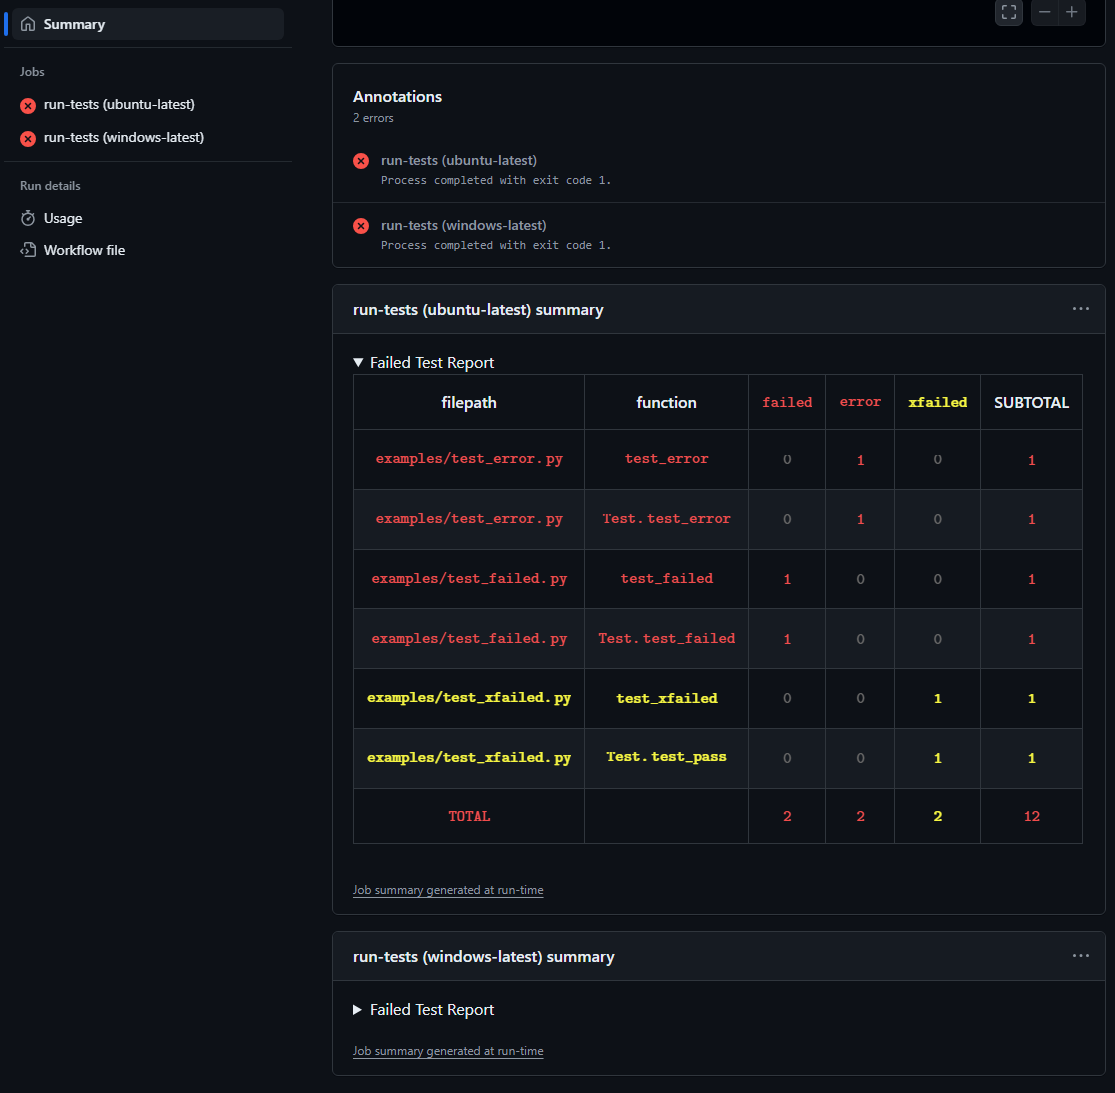 Summary
Jobs
run-tests (ubuntu-latest)
run-tests (windows-latest)
Run details
Usage
Workflow file
Annotations
2 errors
run-tests (ubuntu-latest)
Process completed with exit code 1.
run-tests (windows-latest)
Process completed with exit code 1.
run-tests (ubuntu-latest) summary
Failed Test Report
filepath function failed error xfailed SUBTOTAL
examples/test_error.py test_error 0 1 0 1
examples/test_error.py Test.test_error 0 1 0 1
examples/test_failed.py test_failed 1 0 0 1
examples/test_failed.py Test.test_failed 1 0 0 1
examples/test_xfailed.py test_xfailed 0 0 1 1
examples/test_xfailed.py Test.test_pass 0 0 1 1
TOTAL 2 2 2 12
Job summary generated at run-time
run-tests (windows-latest) summary
Failed Test Report
Job summary generated at run-time